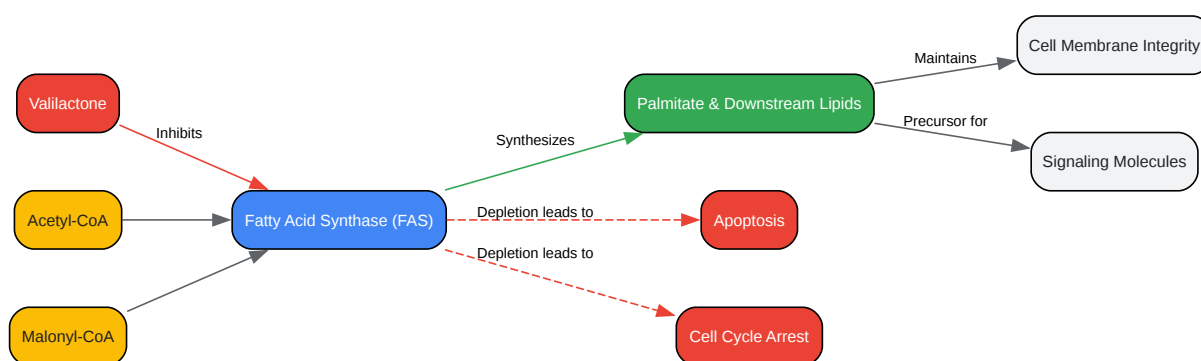 Cell Membrane Integrity
Maintains
Valilactone
Palmitate & Downstream Lipids
Precursor for
Inhibits
Synthesizes
Signaling Molecules
Acetyl-CoA
Fatty Acid Synthase (FAS)
Depletion leads to
Apoptosis
Depletion leads to
Malonyl-CoA
Cell Cycle Arrest